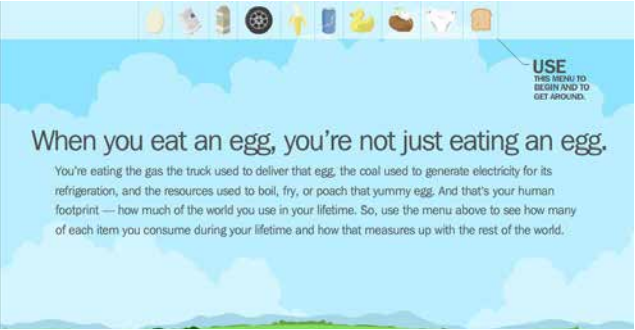 USE
THIS MENU TO
BEGIN AND TO
GET AROUND.
When you eat an egg, you're not just eating an egg.
You're eating the gas the truck used to deliver that egg, the coal used to generate electricity for its
refrigeration, and the resources used to boil, fry, or poach that yummy egg. And that's your human
footprint — how much of the world you use in your lifetime. So, use the menu above to see how many
of each item you consume during your lifetime and how that measures up with the rest of the world.